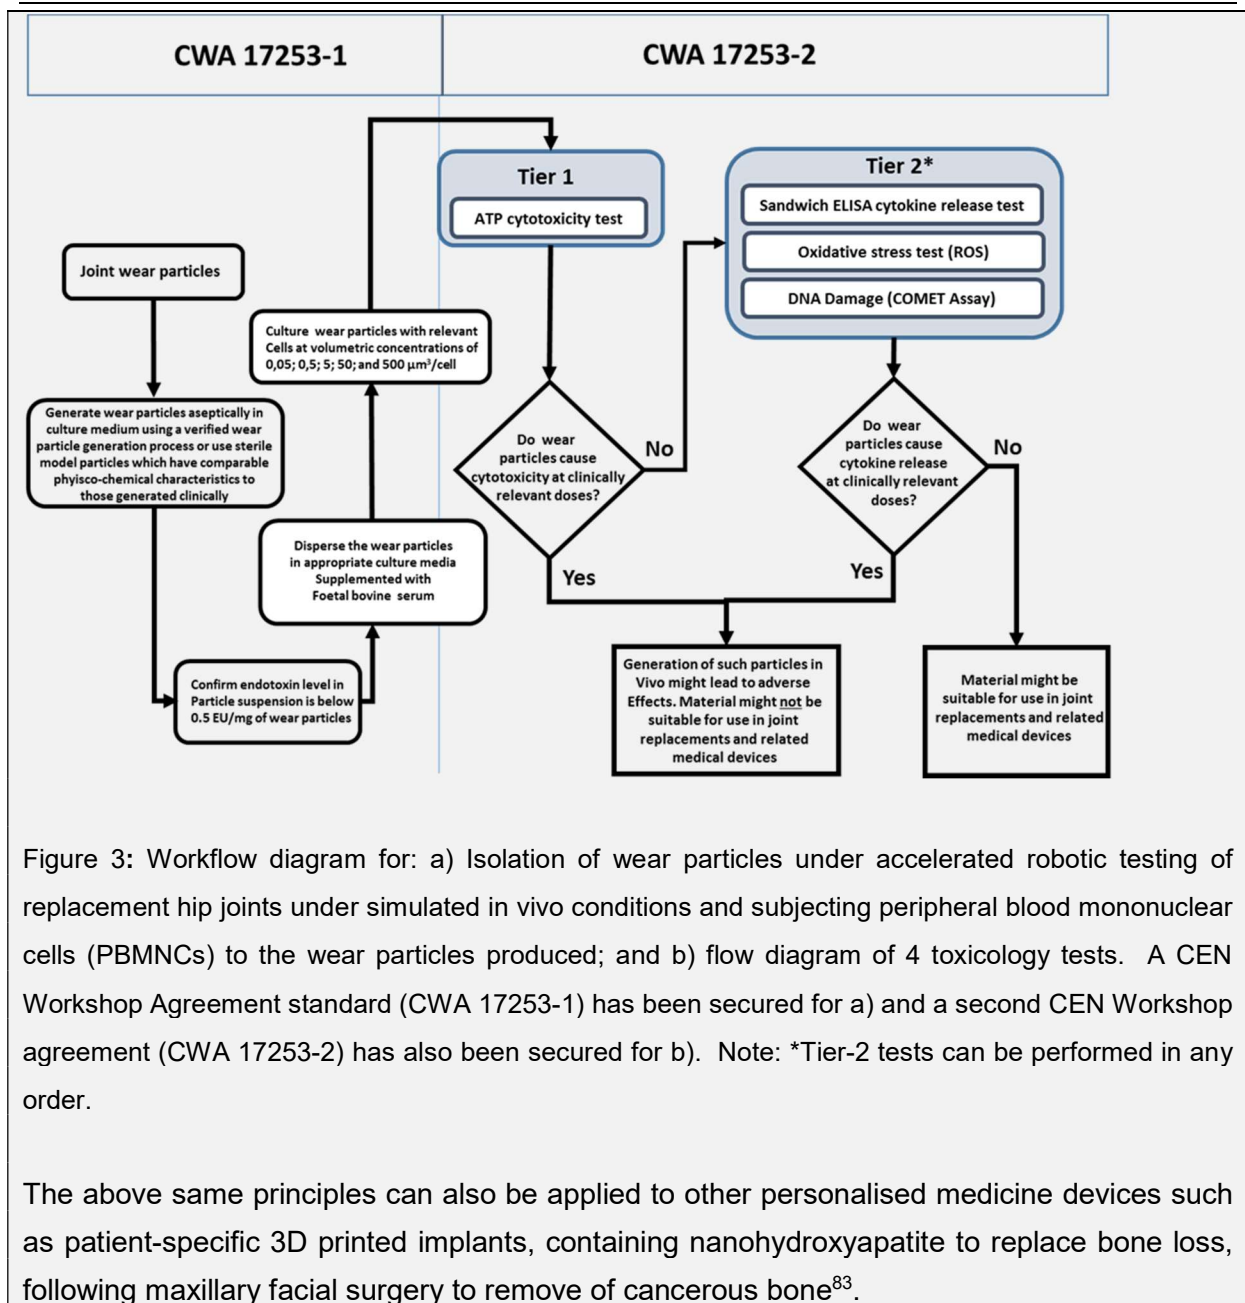 CWA 17253-1
CWA 17253-2
Joint wear particles
Generate wear particles aseptically in
culture medium using a verified wear
particle generation process or use sterile
model particles which have comparable
phyisco-chemical characteristics to
those generated clinically
Confirm endotoxin level in
Particle suspension is below
0.5 EU/mg of wear particles
Disperse the wear particles
in appropriate culture media
Supplemented with
Foetal bovine serum
Culture wear particles with relevant
Cells at volumetric concentrations of
0,05; 0,5; 5; 50; and 500 µm³/cell
Tier 1
ATP cytotoxicity test
Do wear
particles cause
cytotoxicity at clinically
relevant doses?
No
Yes
Tier 2*
Sandwich ELISA cytokine release test
Oxidative stress test (ROS)
DNA Damage (COMET Assay)
Do wear
particles cause
cytokine release
at clinically relevant
doses?
No
Yes
Generation of such particles in
Vivo might lead to adverse
Effects. Material might not be
suitable for use in joint
replacements and related
medical devices
Material might be
suitable for use in joint
replacements and related
medical devices
Figure 3: Workflow diagram for: a) Isolation of wear particles under accelerated robotic testing of
replacement hip joints under simulated in vivo conditions and subjecting peripheral blood mononuclear
cells (PBMNCs) to the wear particles produced; and b) flow diagram of 4 toxicology tests. A CEN
Workshop Agreement standard (CWA 17253-1) has been secured for a) and a second CEN Workshop
agreement (CWA 17253-2) has also been secured for b). Note: *Tier-2 tests can be performed in any
order.
The above same principles can also be applied to other personalised medicine devices such
as patient-specific 3D printed implants, containing nanohydroxyapatite to replace bone loss,
following maxillary facial surgery to remove of cancerous bone⁸³.